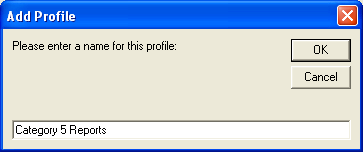 Add Profile
Please enter a name for this profile:
OK
Cancel
Category 5 Reports